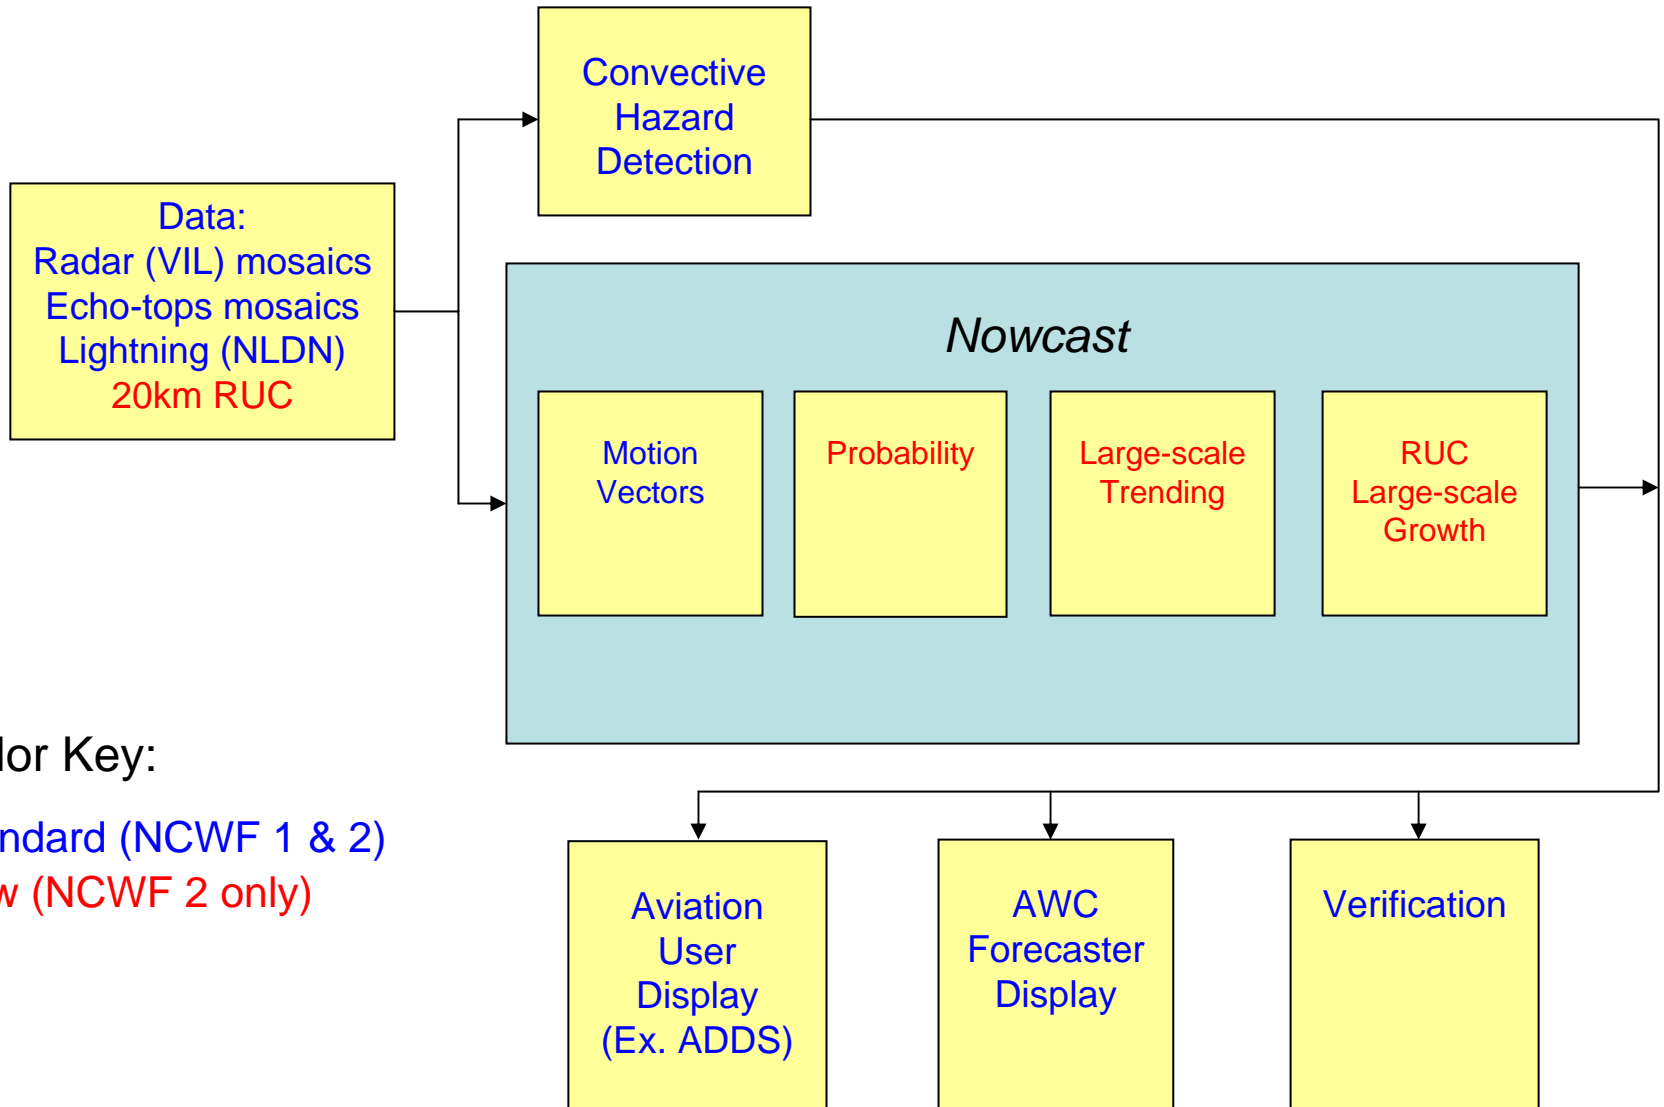 Convective
Hazard
Detection
Data:
Radar (VIL) mosaics
Echo-tops mosaics
Lightning (NLDN)
20km RUC
Nowcast
Motion
Vectors
Probability
Large-scale
Trending
RUC
Large-scale
Growth
lor Key:
ndard (NCWF 1 & 2)
w (NCWF 2 only)
Aviation
User
Display
(Ex. ADDS)
AWC
Forecaster
Display
Verification